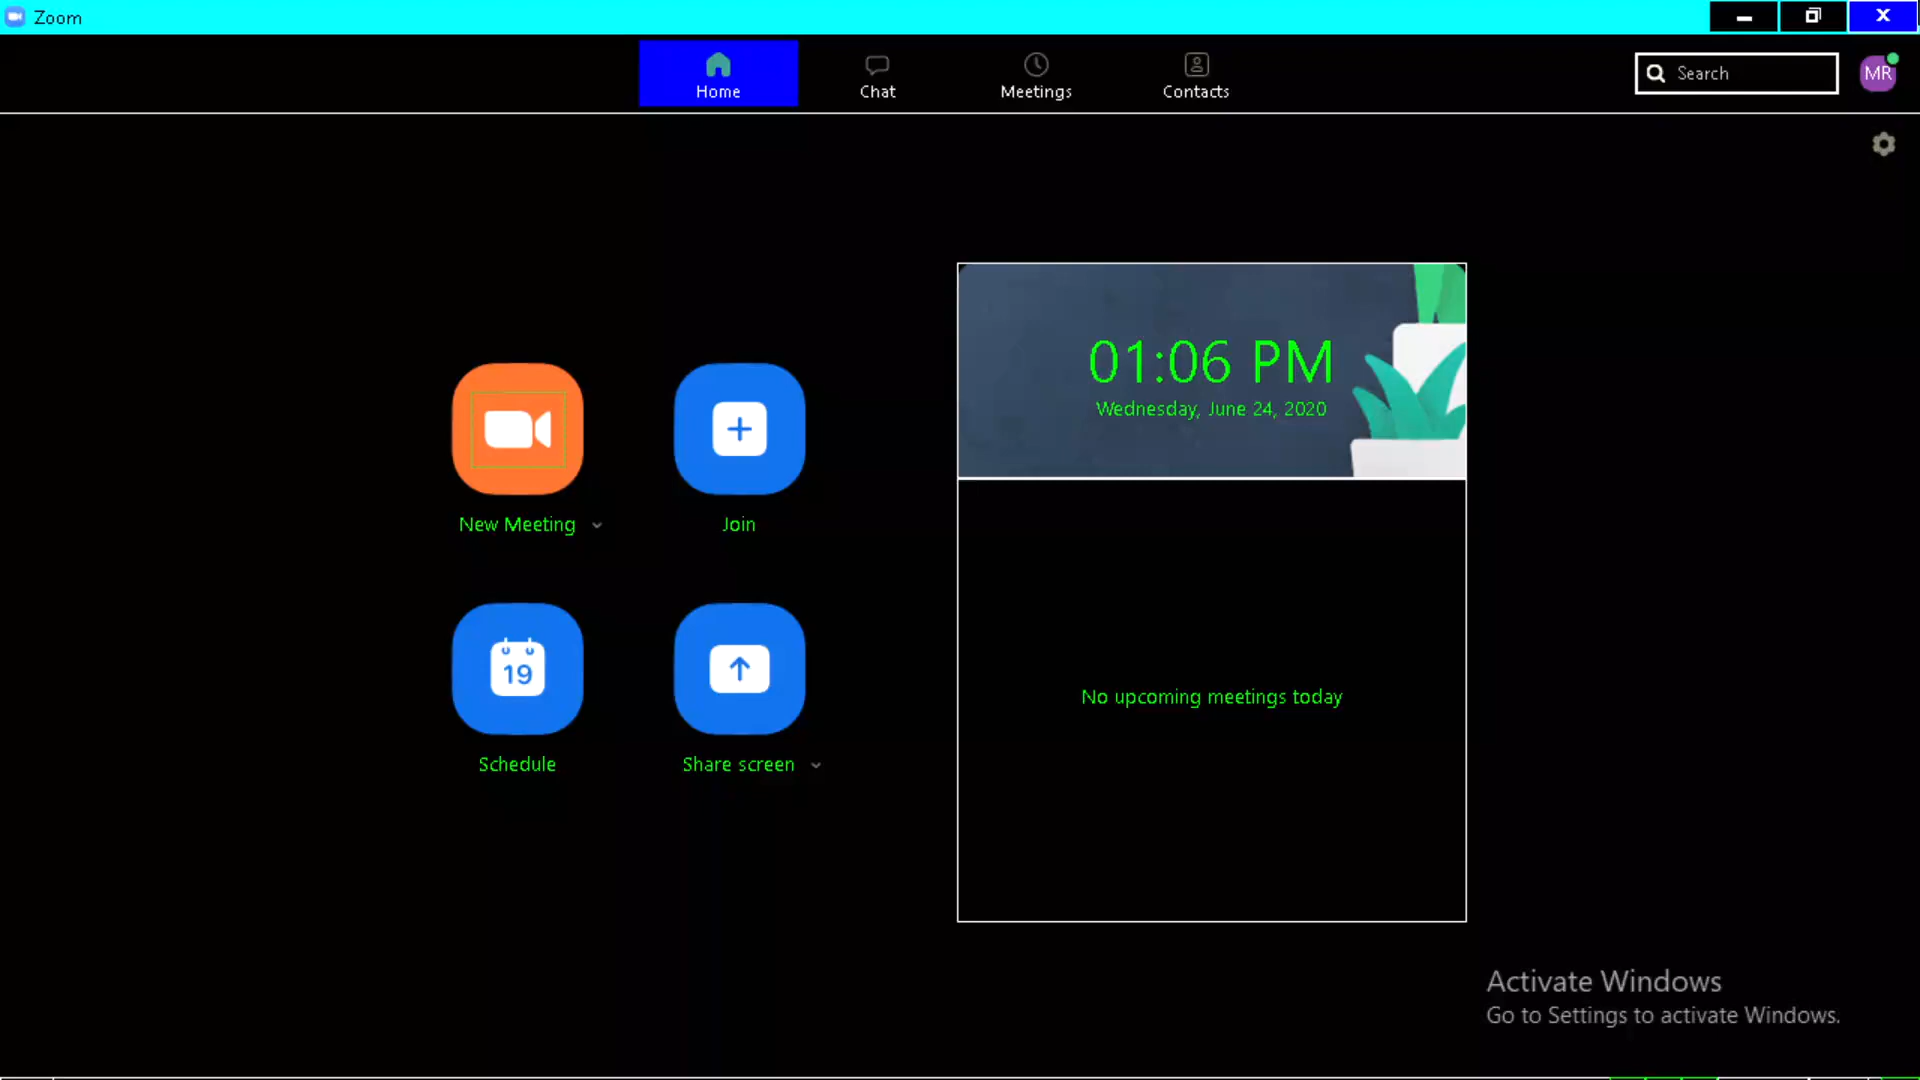 Zoom
Home
Chat
Meetings
Contacts
Search
MR
01:06 PM
Wednesday, June 24, 2020
New Meeting
Join
19
Schedule
Share screen
No upcoming meetings today
Activate Windows
Go to Settings to activate Windows.